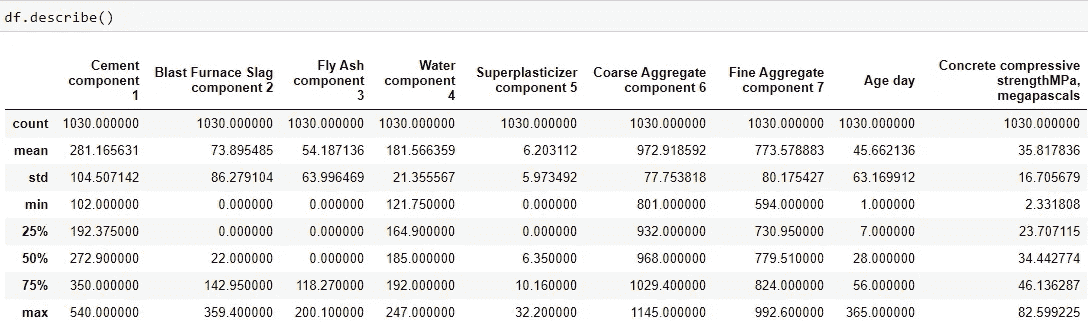 df.describe()
Cement component 1 Blast Furnace Slag component 2 Fly Ash component 3 Water component 4 Superplasticizer component 5 Coarse Aggregate component 6 Fine Aggregate component 7 Age day Concrete compressive strengthMPa, megapascals
count 1030.000000 1030.000000 1030.000000 1030.000000 1030.000000 1030.000000 1030.000000 1030.000000 1030.000000
mean 281.165631 73.895485 54.187136 181.566359 6.203112 972.918592 773.578883 45.662136 35.817836
std 104.507142 86.279104 63.996469 21.355567 5.973492 77.753818 80.175427 63.169912 16.705679
min 102.000000 0.000000 0.000000 121.750000 0.000000 801.000000 594.000000 1.000000 2.331808
25% 192.375000 0.000000 0.000000 164.900000 0.000000 932.000000 730.950000 7.000000 23.707115
50% 272.900000 22.000000 0.000000 185.000000 6.350000 968.000000 779.510000 28.000000 34.442774
75% 350.000000 142.950000 118.270000 192.000000 10.160000 1029.400000 824.000000 56.000000 46.136287
max 540.000000 359.400000 200.100000 247.000000 32.200000 1145.000000 992.600000 365.000000 82.599225